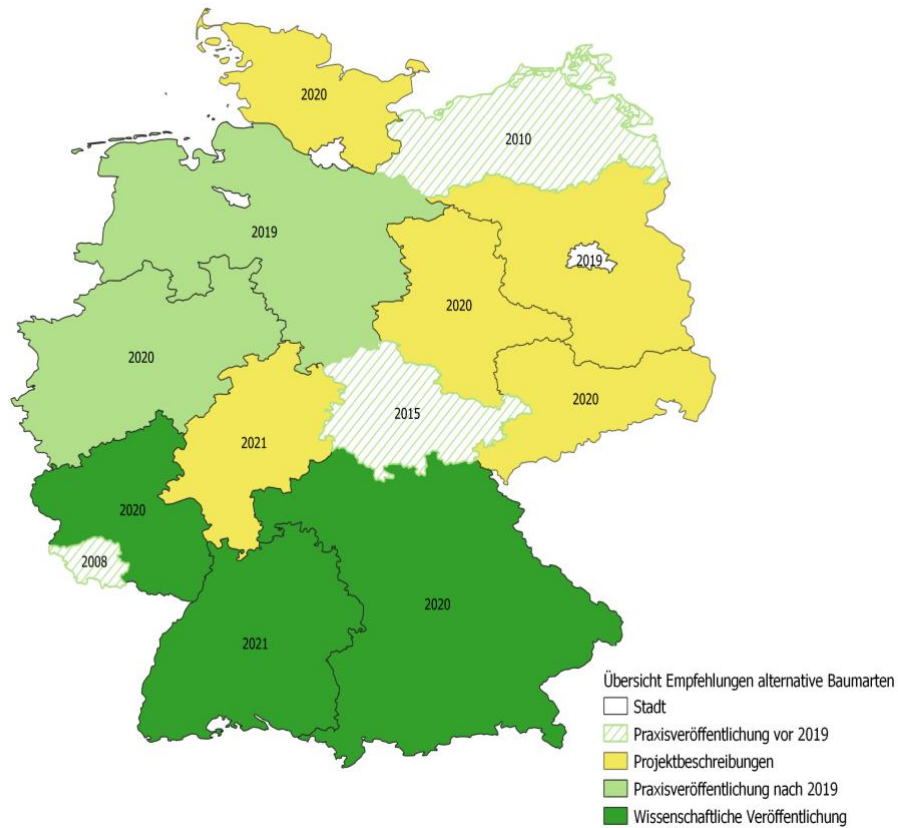 2020
2010
2019
2019
2020
2020
2020
2015
2021
2020
2008
2020
2021
Übersicht Empfehlungen alternative Baumarten
Stadt
Praxisveröffentlichung vor 2019
Projektbeschreibungen
Praxisveröffentlichung nach 2019
Wissenschaftliche Veröffentlichung